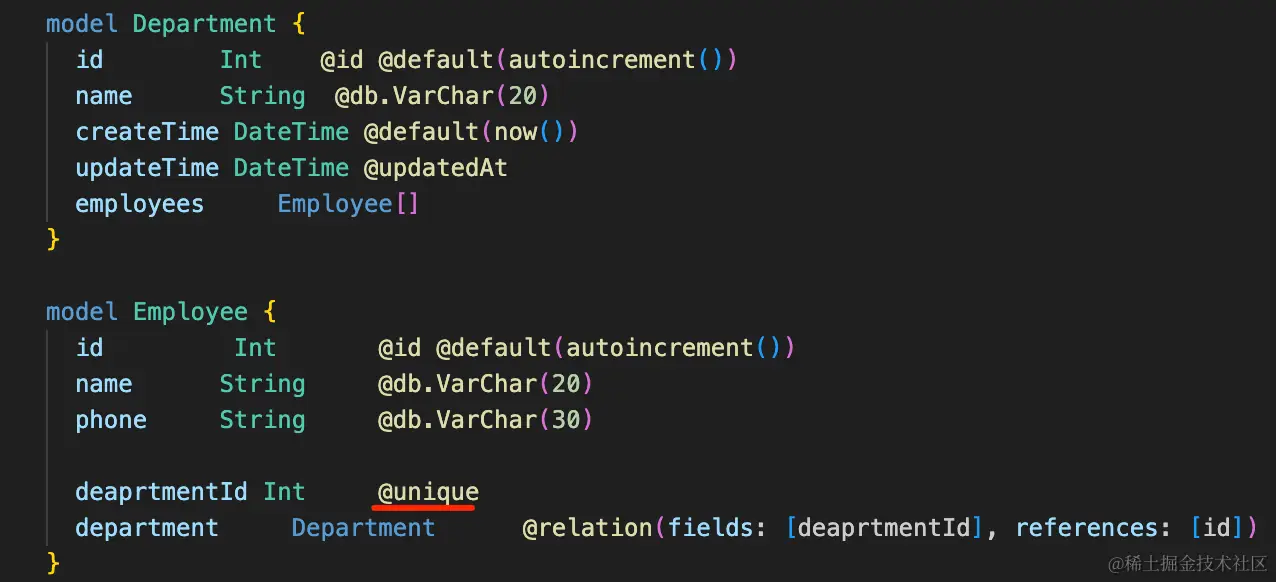 model Department {
id Int @id @default(autoincrement())
name String @db.VarChar(20)
createTime DateTime @default(now())
updateTime DateTime @updatedAt
employees Employee[]
}
model Employee {
id Int @id @default(autoincrement())
name String @db.VarChar(20)
phone String @db.VarChar(30)
deaprtmentId Int @unique
department Department @relation(fields: [deaprtmentId], references: [id])
}
@稀土掘金技术社区